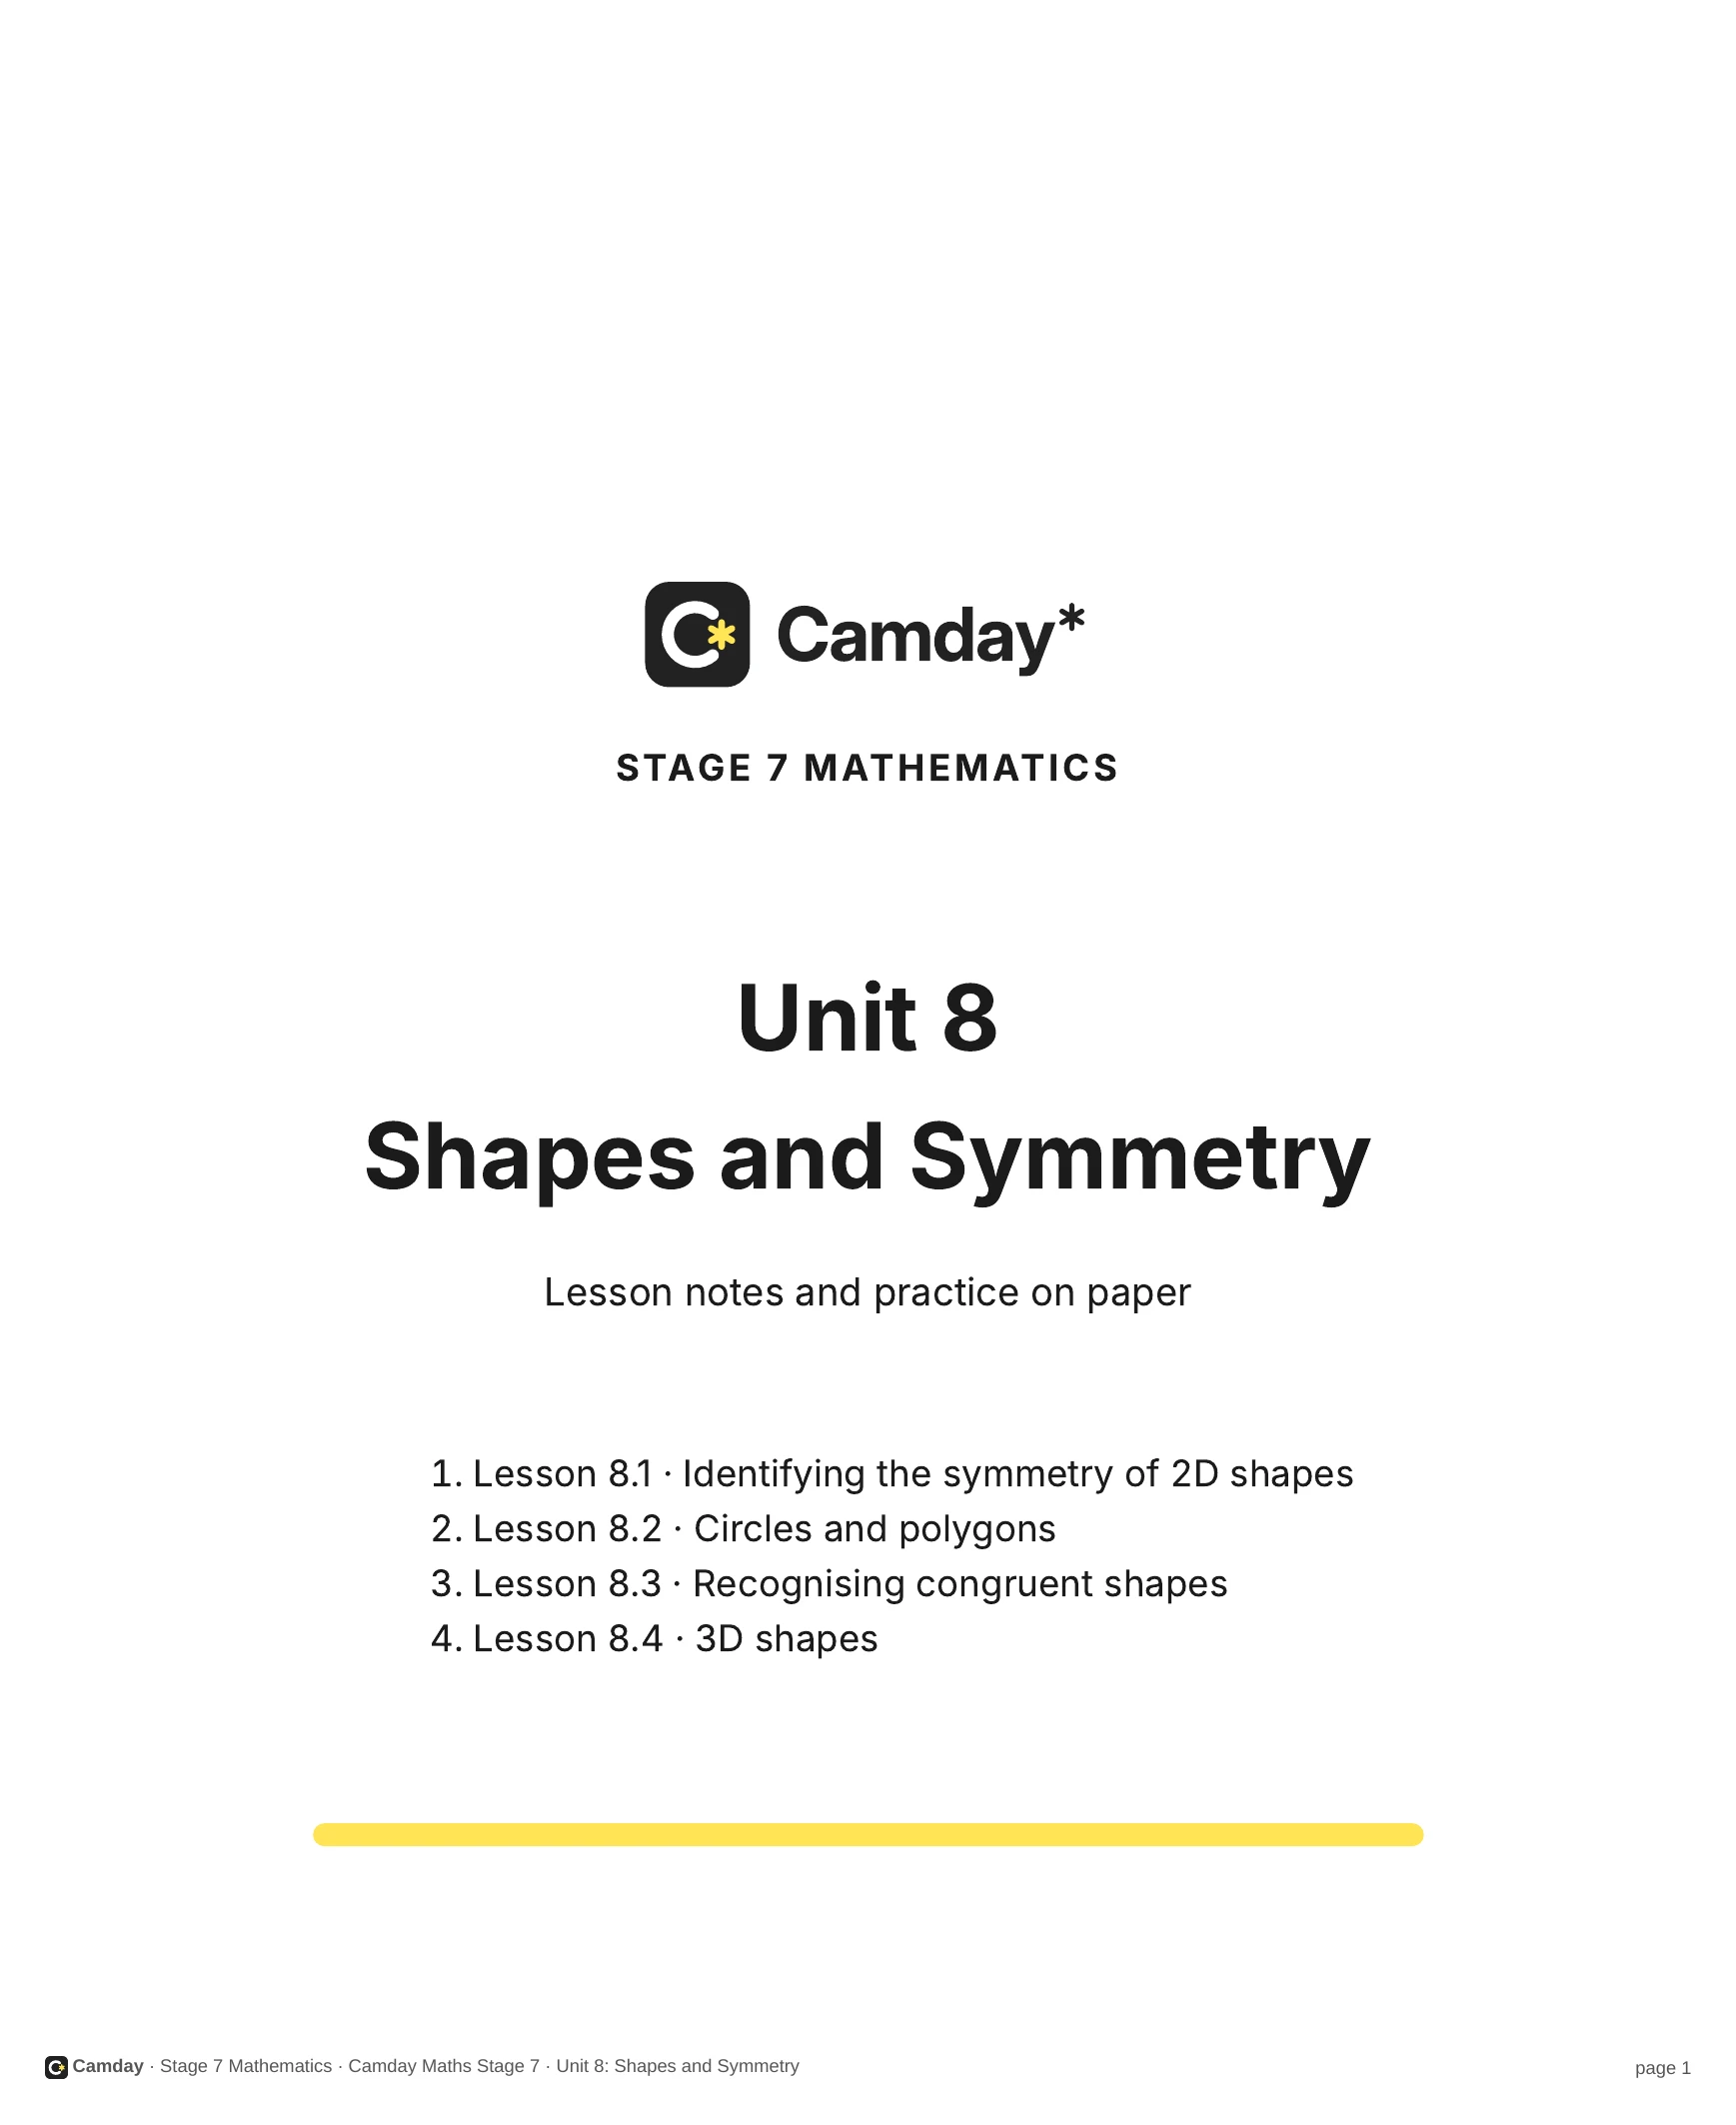 Camday*
STAGE 7 MATHEMATICS
Unit 8
Shapes and Symmetry
Lesson notes and practice on paper
1. Lesson 8.1 · Identifying the symmetry of 2D shapes
2. Lesson 8.2 · Circles and polygons
3. Lesson 8.3 · Recognising congruent shapes
4. Lesson 8.4 · 3D shapes
Camday · Stage 7 Mathematics · Camday Maths Stage 7 · Unit 8: Shapes and Symmetry
page 1